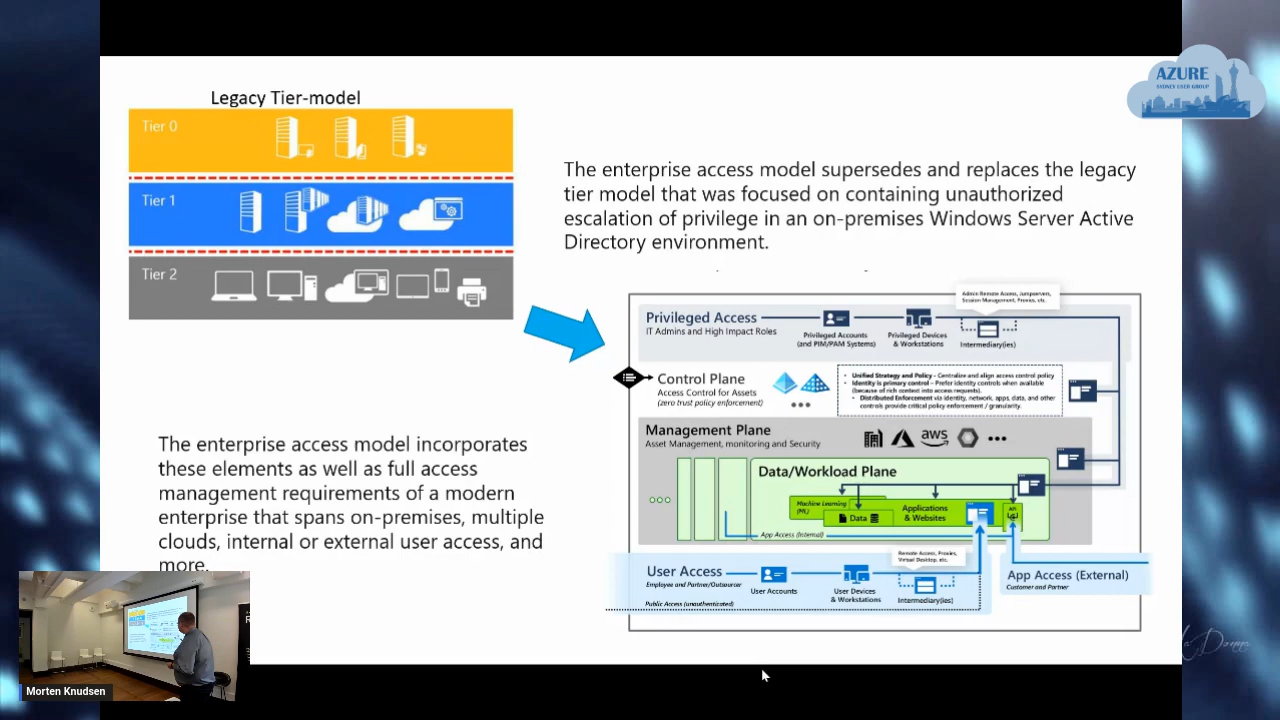 AZURE
SYDNEY USER GROUP
Legacy Tier-model
Tier 0
Tier 1
Tier 2
The enterprise access model supersedes and replaces the legacy
tier model that was focused on containing unauthorized
escalation of privilege in an on-premises Windows Server Active
Directory environment.
Admin Remote Access, Jumpservers,
Session Management, Proxies, etc.
Privileged Access
IT Admins and High Impact Roles
Privileged Accounts
(and PIM/PAM Systems)
Privileged Devices
& Workstations
Intermediary(ies)
Control Plane
Access Control for Assets
(zero trust policy enforcement)
• Unified Strategy and Policy - Centralize and align access control policy
• Identity is primary control - Prefer identity controls when available
(because of rich context into access requests).
• Distributed Enforcement via identity, network, apps, data, and other
controls provide critical policy enforcement / granularity.
Management Plane
Asset Management, monitoring and Security
aws
Data/Workload Plane
Machine Learning
(ML)
Data
Applications
& Websites
API
App Access (Internal)
The enterprise access model incorporates
these elements as well as full access
management requirements of a modern
enterprise that spans on-premises, multiple
clouds, internal or external user access, and
more.
Remote Access, Proxies,
Virtual Desktop, etc.
User Access
Employee and Partner/Outsourcer
Public Access (unauthenticated)
User Accounts
User Devices
& Workstations
Intermediary(ies)
App Access (External)
Customer and Partner
Morten Knudsen